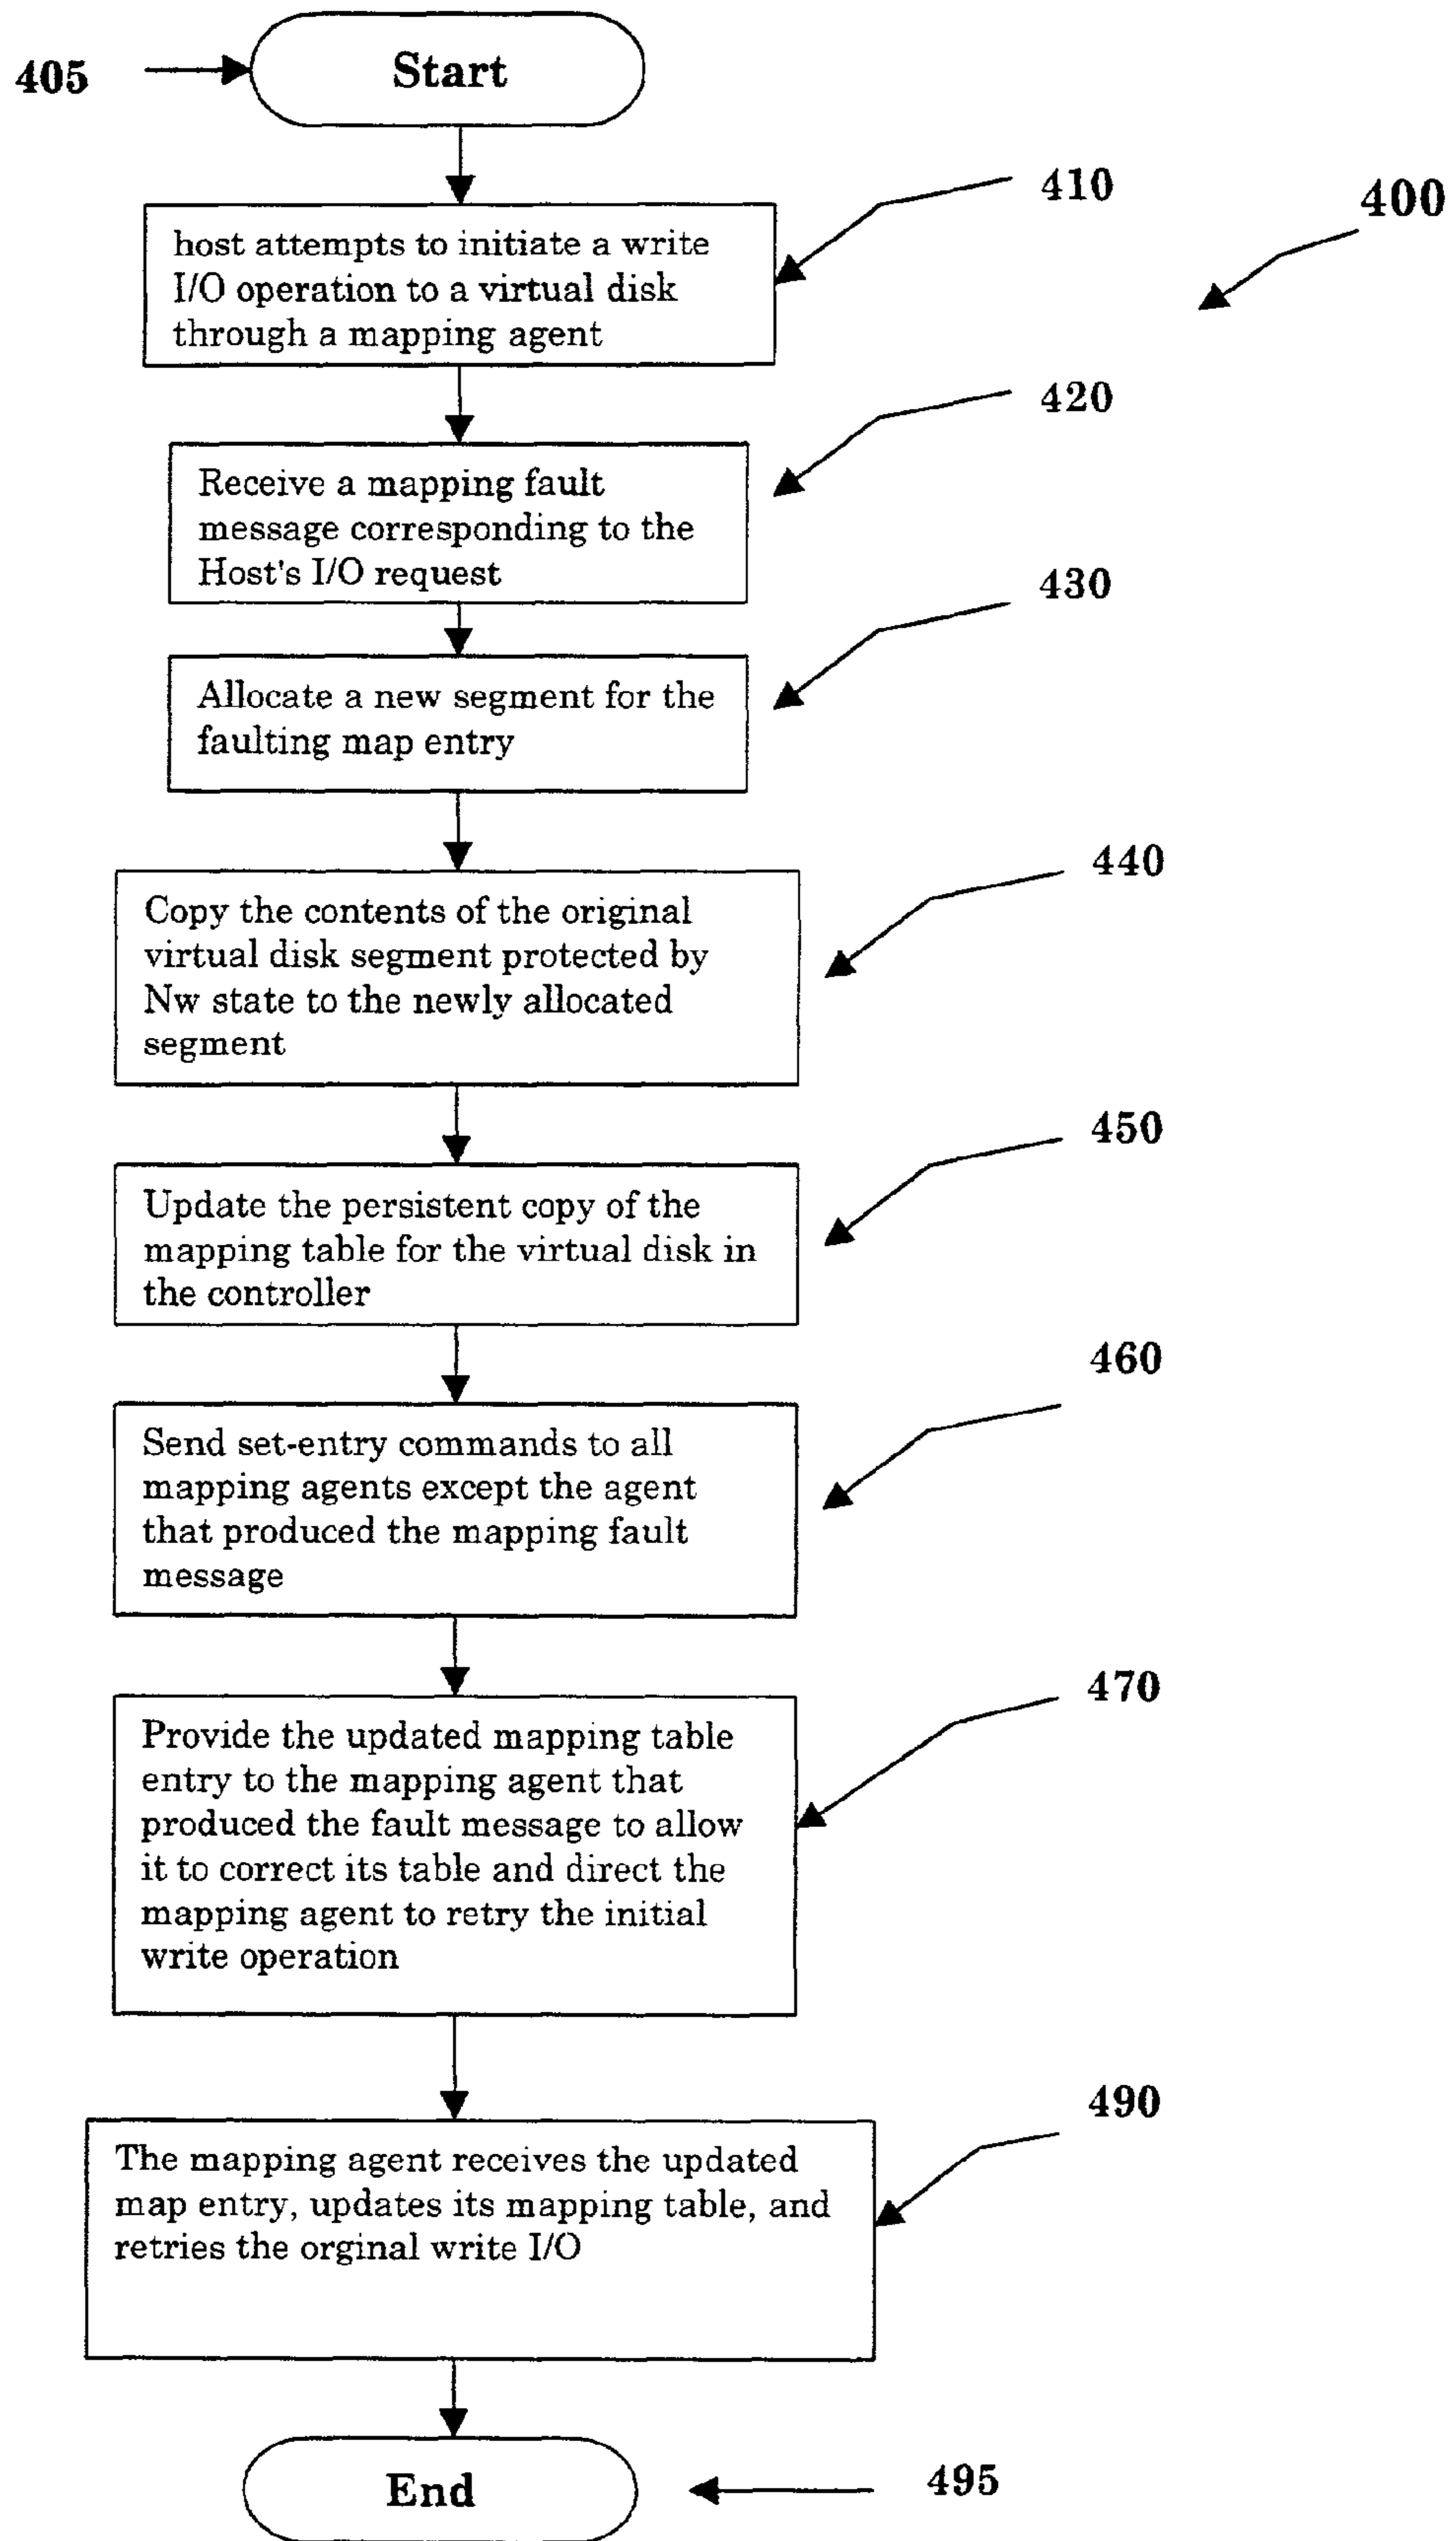 405
Start
410
400
host attempts to initiate a write
I/O operation to a virtual disk
through a mapping agent
420
Receive a mapping fault
message corresponding to the
Host's I/O request
430
Allocate a new segment for the
faulting map entry
440
Copy the contents of the original
virtual disk segment protected by
Nw state to the newly allocated
segment
450
Update the persistent copy of the
mapping table for the virtual disk in
the controller
460
Send set-entry commands to all
mapping agents except the agent
that produced the mapping fault
message
470
Provide the updated mapping table
entry to the mapping agent that
produced the fault message to allow
it to correct its table and direct the
mapping agent to retry the initial
write operation
490
The mapping agent receives the updated
map entry, updates its mapping table, and
retries the orginal write I/O
End
495